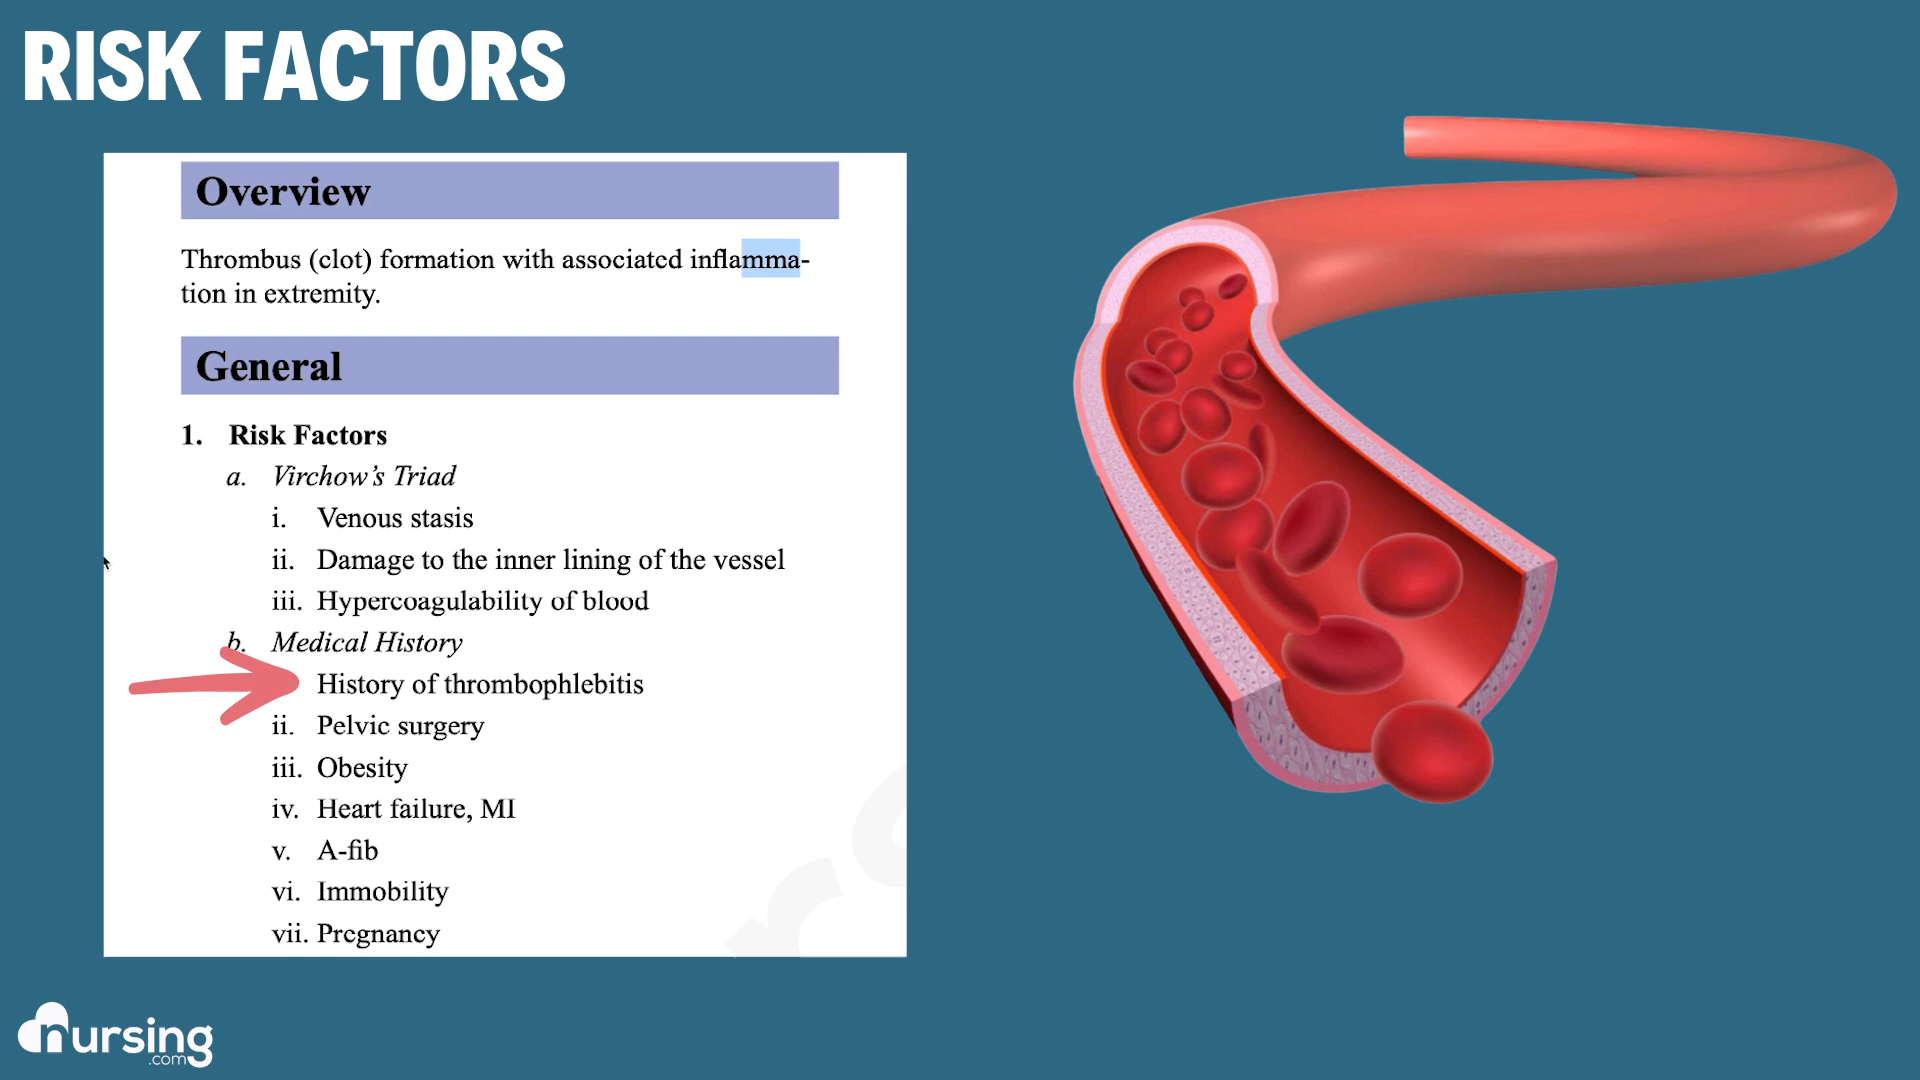 RISK FACTORS
Overview
Thrombus (clot) formation with associated inflamma-
tion in extremity.
General
1. Risk Factors
a. Virchow's Triad
i. Venous stasis
ii. Damage to the inner lining of the vessel
iii. Hypercoagulability of blood
b. Medical History
History of thrombophlebitis
ii. Pelvic surgery
iii. Obesity
iv. Heart failure, MI
v. A-fib
vi. Immobility
vii. Pregnancy
nursing
.com